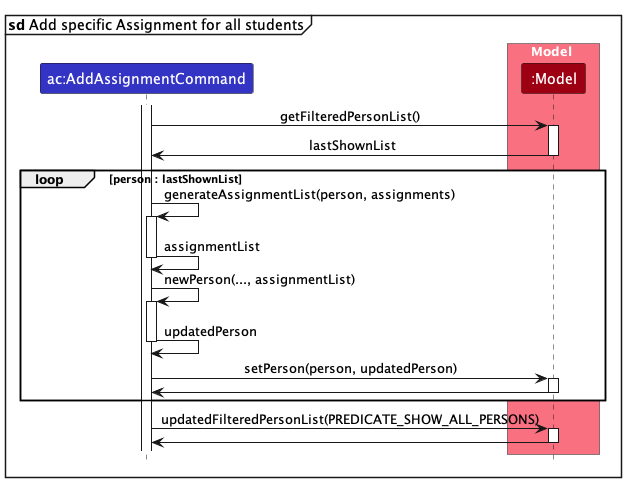 sd Add specific Assignment for all students
Model
ac:AddAssignmentCommand
:Model
getFilteredPersonList()
lastShownList
loop
[person : lastShownList]
generateAssignmentList(person, assignments)
assignmentList
newPerson(..., assignmentList)
updatedPerson
setPerson(person, updatedPerson)
updatedFilteredPersonList(PREDICATE_SHOW_ALL_PERSONS)